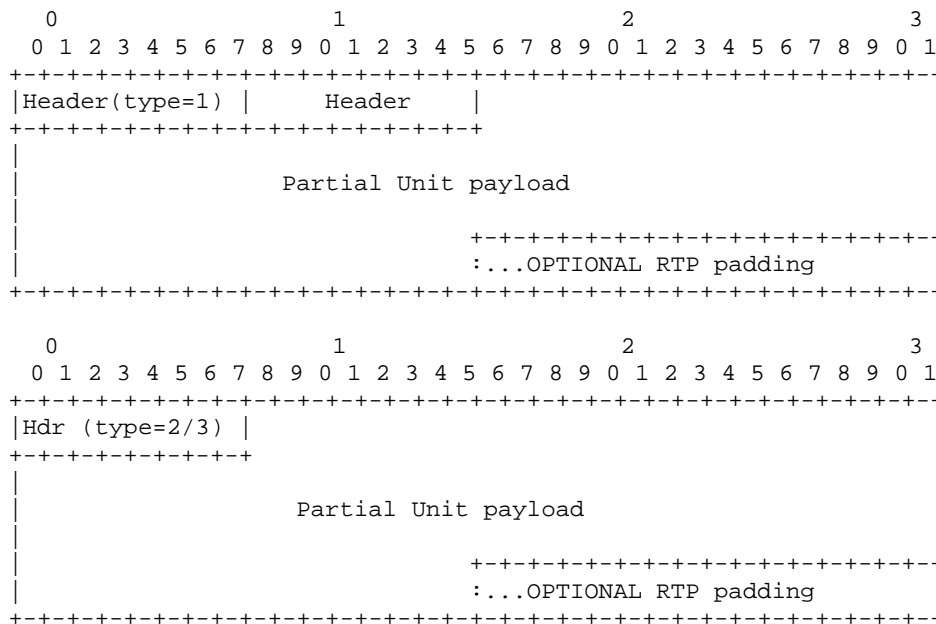 0 1 2 3
0 1 2 3 4 5 6 7 8 9 0 1 2 3 4 5 6 7 8 9 0 1 2 3 4 5 6 7 8 9 0 1
+-+-+-+-+-+-+-+-+-+-+-+-+-+-+-+-+-+-+-+-+-+-+-+-+-+-+-+-+-+-+-+--
|Header(type=1) | Header |
+-+-+-+-+-+-+-+-+-+-+-+-+-+-+-+-+
|
| Partial Unit payload
|
| +-+-+-+-+-+-+-+-+-+-+-+-+-+-+-+--
| :...OPTIONAL RTP padding
+-+-+-+-+-+-+-+-+-+-+-+-+-+-+-+-+-+-+-+-+-+-+-+-+-+-+-+-+-+-+-+--
0 1 2 3
0 1 2 3 4 5 6 7 8 9 0 1 2 3 4 5 6 7 8 9 0 1 2 3 4 5 6 7 8 9 0 1
+-+-+-+-+-+-+-+-+-+-+-+-+-+-+-+-+-+-+-+-+-+-+-+-+-+-+-+-+-+-+-+--
|Hdr (type=2/3) |
+-+-+-+-+-+-+-+-+
|
| Partial Unit payload
|
| +-+-+-+-+-+-+-+-+-+-+-+-+-+-+-+--
| :...OPTIONAL RTP padding
+-+-+-+-+-+-+-+-+-+-+-+-+-+-+-+-+-+-+-+-+-+-+-+-+-+-+-+-+-+-+-+--